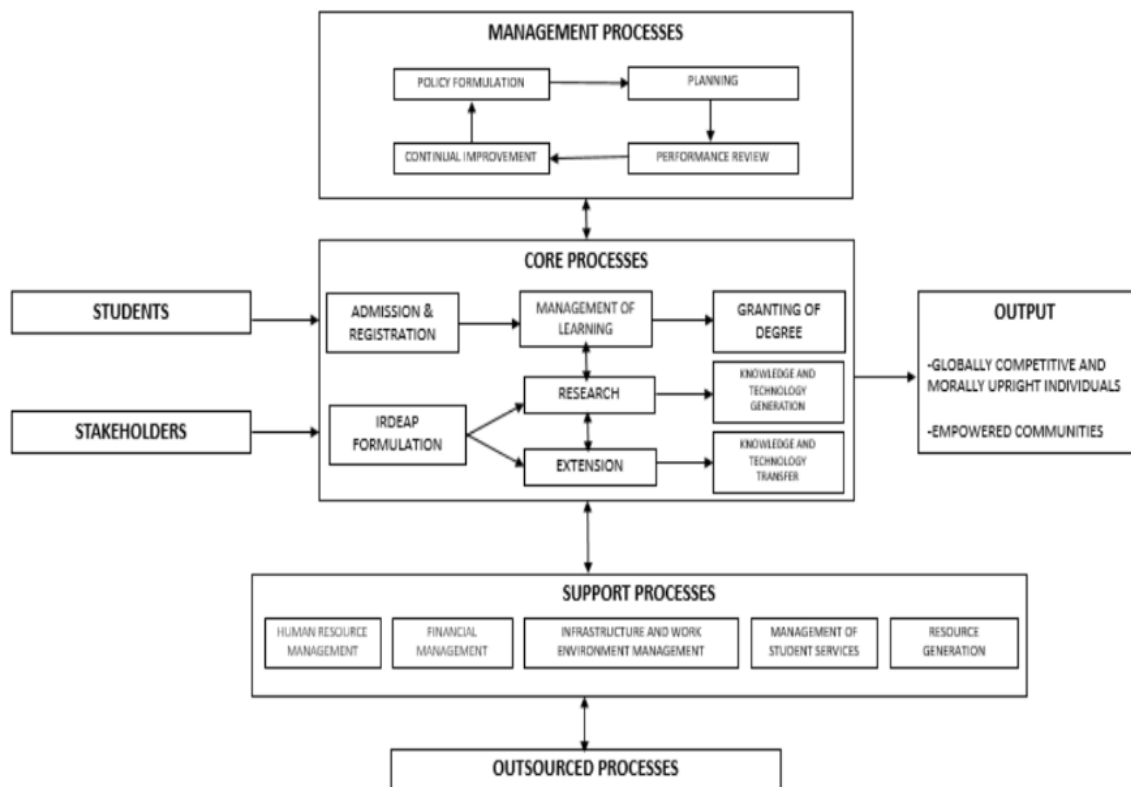 MANAGEMENT PROCESSES
POLICY FORMULATION
PLANNING
CONTINUAL IMPROVEMENT
PERFORMANCE REVIEW
CORE PROCESSES
STUDENTS
ADMISSION &
REGISTRATION
MANAGEMENT OF
LEARNING
GRANTING OF
DEGREE
STAKEHOLDERS
IRDEAP
FORMULATION
RESEARCH
KNOWLEDGE AND
TECHNOLOGY
GENERATION
EXTENSION
KNOWLEDGE AND
TECHNOLOGY
TRANSFER
OUTPUT
-GLOBALLY COMPETITIVE AND
MORALLY UPRIGHT INDIVIDUALS
-EMPOWERED COMMUNITIES
SUPPORT PROCESSES
HUMAN RESOURCE
MANAGEMENT
FINANCIAL
MANAGEMENT
INFRASTRUCTURE AND WORK
ENVIRONMENT MANAGEMENT
MANAGEMENT OF
STUDENT SERVICES
RESOURCE
GENERATION
OUTSOURCED PROCESSES